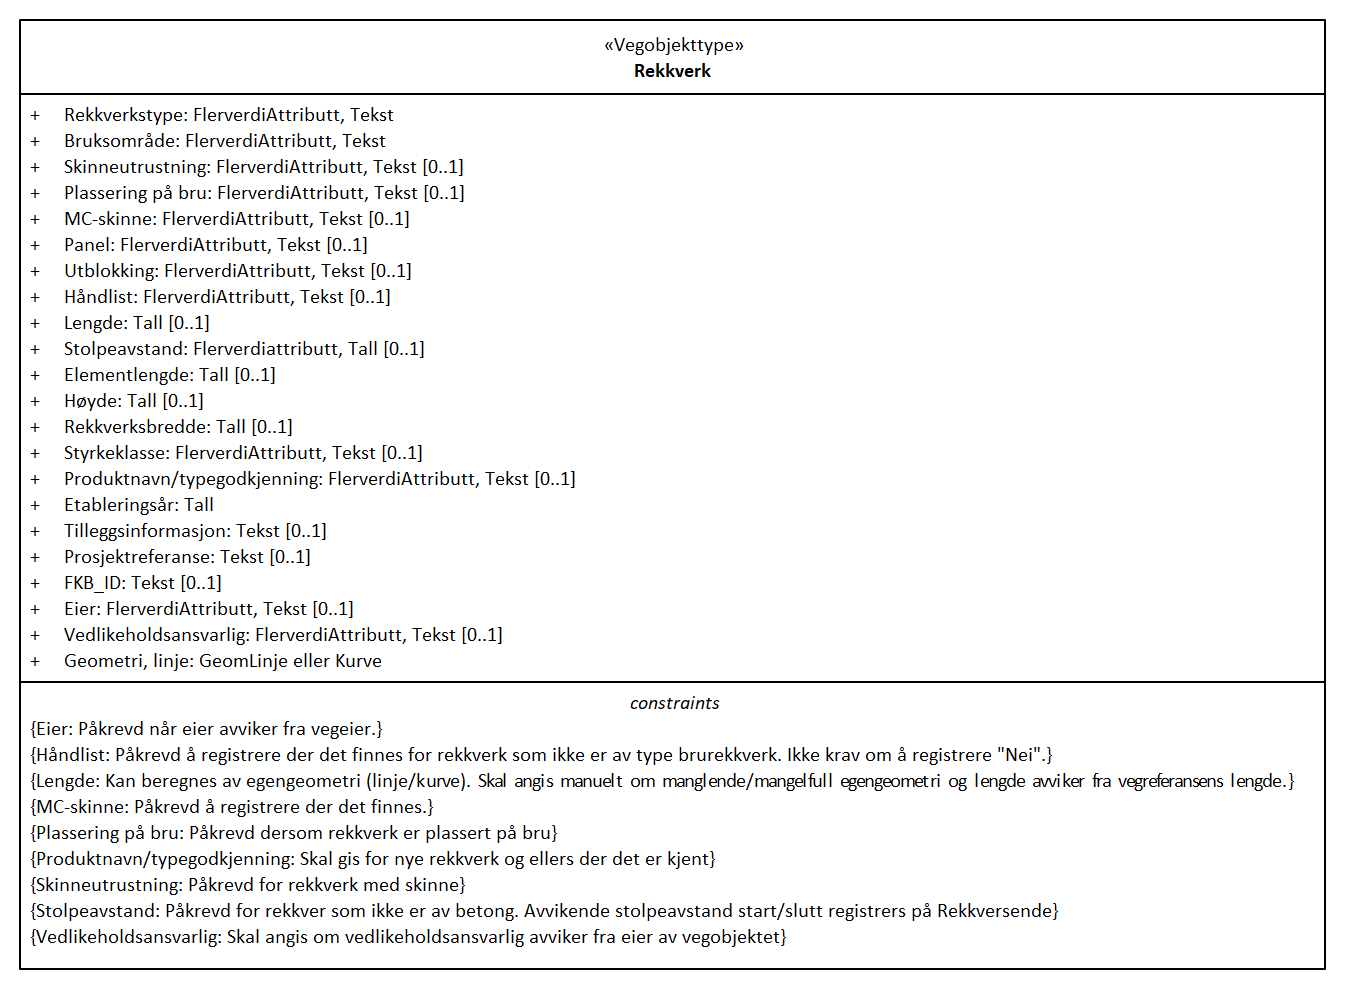 «Vegobjekttype»
Rekkverk
+ Rekkverkstype: FlerverdiAttributt, Tekst
+ Bruksområde: FlerverdiAttributt, Tekst
+ Skinneutrustning: FlerverdiAttributt, Tekst [0..1]
+ Plassering på bru: FlerverdiAttributt, Tekst [0..1]
+ MC-skinne: FlerverdiAttributt, Tekst [0..1]
+ Panel: FlerverdiAttributt, Tekst [0..1]
+ Utblokking: FlerverdiAttributt, Tekst [0..1]
+ Håndlist: FlerverdiAttributt, Tekst [0..1]
+ Lengde: Tall [0..1]
+ Stolpeavstand: Flerverdiattributt, Tall [0..1]
+ Elementlengde: Tall [0..1]
+ Høyde: Tall [0..1]
+ Rekkverksbredde: Tall [0..1]
+ Styrkeklasse: FlerverdiAttributt, Tekst [0..1]
+ Produktnavn/typegodkjenning: FlerverdiAttributt, Tekst [0..1]
+ Etableringsår: Tall
+ Tilleggsinformasjon: Tekst [0..1]
+ Prosjektreferanse: Tekst [0..1]
+ FKB_ID: Tekst [0..1]
+ Eier: FlerverdiAttributt, Tekst [0..1]
+ Vedlikeholdsansvarlig: FlerverdiAttributt, Tekst [0..1]
+ Geometri, linje: GeomLinje eller Kurve
constraints
{Eier: Påkrevd når eier avviker fra vegeier.}
{Håndlist: Påkrevd å registrere der det finnes for rekkverk som ikke er av type brurekkverk. Ikke krav om å registrere "Nei".}
{Lengde: Kan beregnes av egengeometri (linje/kurve). Skal angis manuelt om manglende/mangelfull egengeometri og lengde avviker fra vegreferansens lengde.}
{MC-skinne: Påkrevd å registrere der det finnes.}
{Plassering på bru: Påkrevd dersom rekkverk er plassert på bru}
{Produktnavn/typegodkjenning: Skal gis for nye rekkverk og ellers der det er kjent}
{Skinneutrustning: Påkrevd for rekkverk med skinne}
{Stolpeavstand: Påkrevd for rekkver som ikke er av betong. Avvikende stolpeavstand start/slutt registrers på Rekkversende}
{Vedlikeholdsansvarlig: Skal angis om vedlikeholdsansvarlig avviker fra eier av vegobjektet}